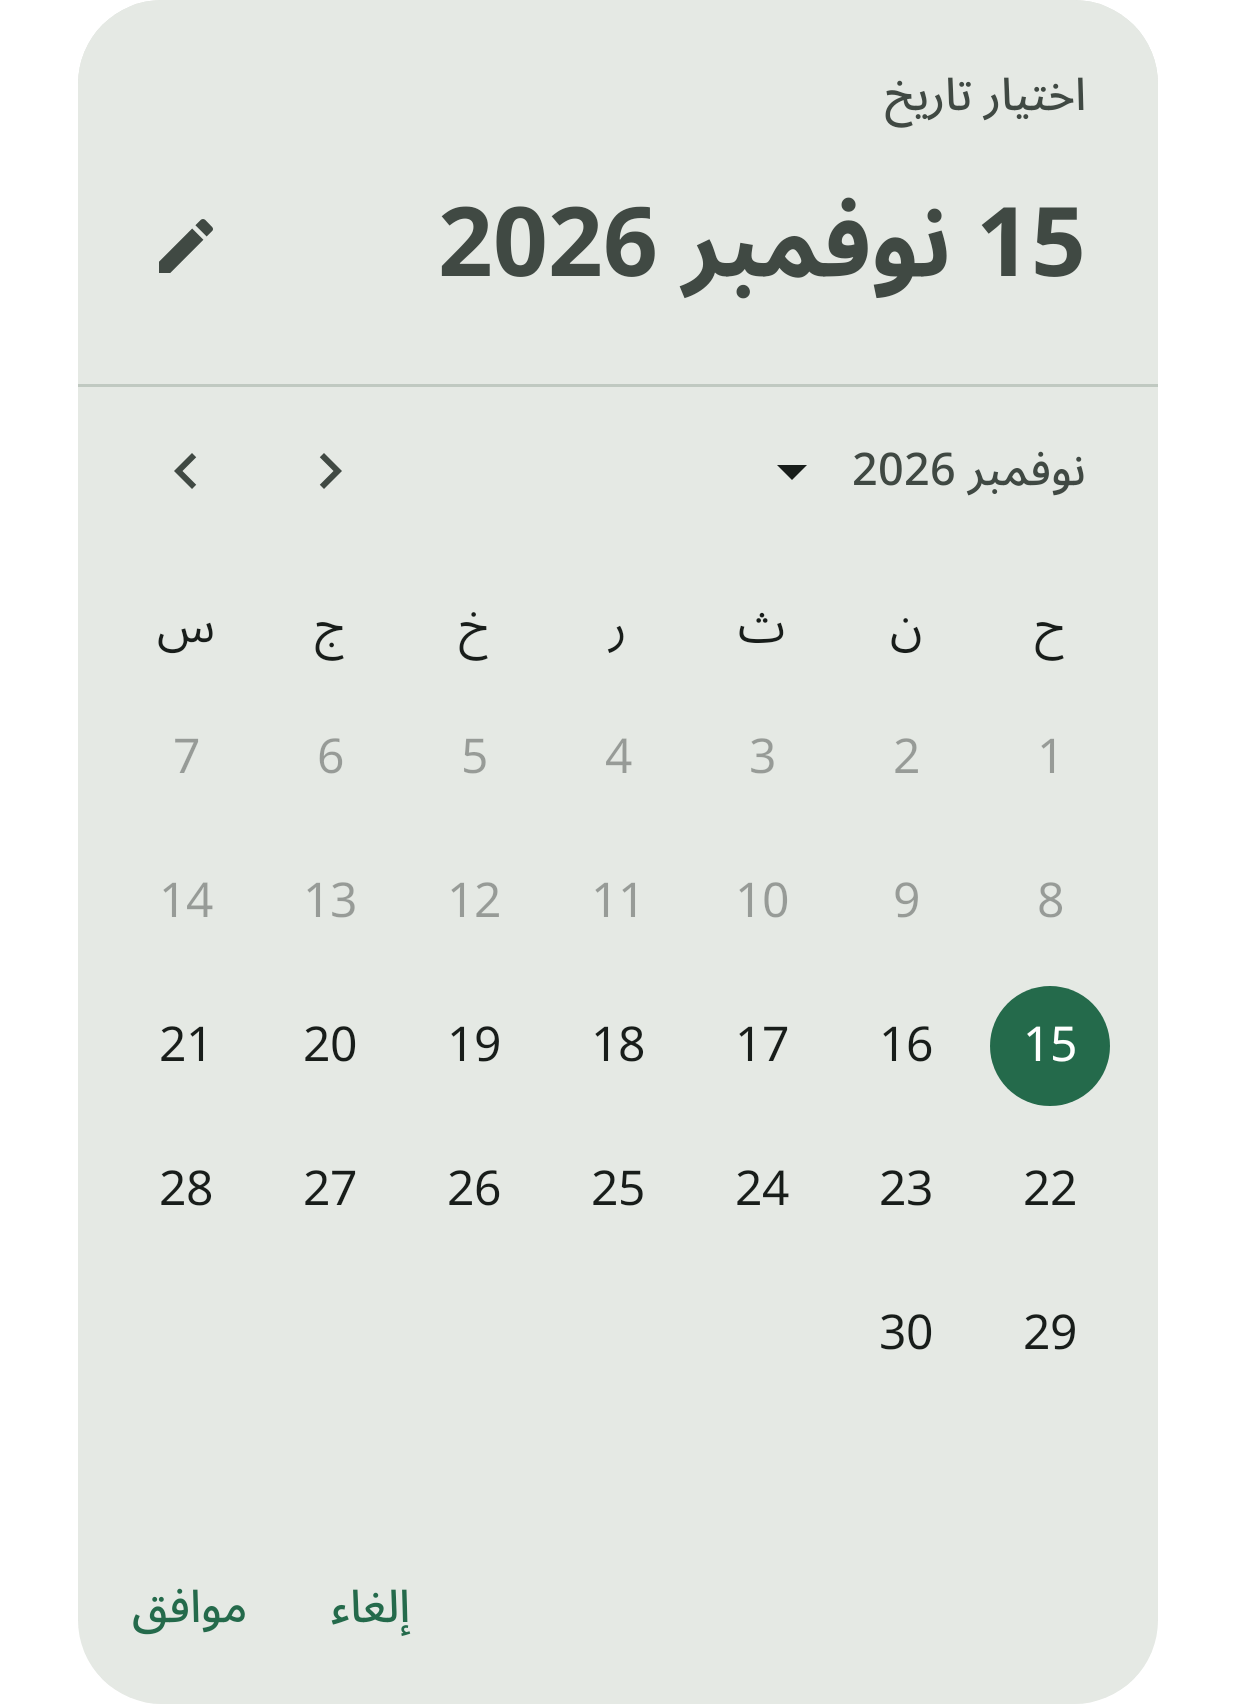 اختيار تاريخ
15 نوفمبر 2026
نوفمبر 2026
ح ن ث ر خ ج س
1 2 3 4 5 6 7
8 9 10 11 12 13 14
15 16 17 18 19 20 21
22 23 24 25 26 27 28
29 30
إلغاء موافق